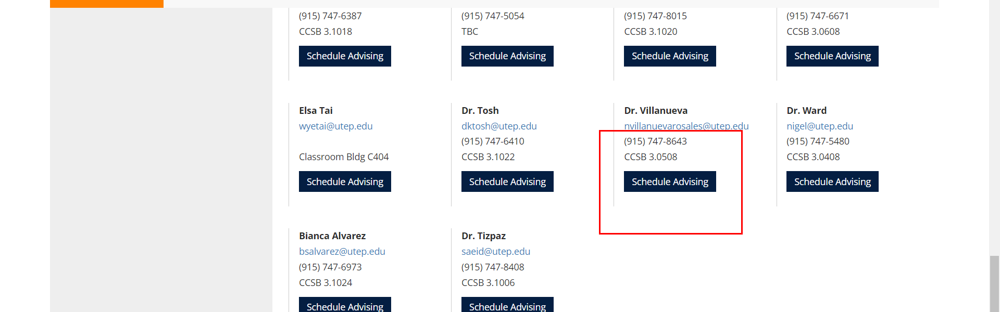 (915) 747-6387
CCSB 3.1018
Schedule Advising
(915) 747-5054
TBC
Schedule Advising
(915) 747-8015
CCSB 3.1020
Schedule Advising
(915) 747-6671
CCSB 3.0608
Schedule Advising
Elsa Tai
wyetai@utep.edu
Classroom Bldg C404
Schedule Advising
Dr. Tosh
dktosh@utep.edu
(915) 747-6410
CCSB 3.1022
Schedule Advising
Dr. Villanueva
nvillanuevarosales@utep.edu
(915) 747-8643
CCSB 3.0508
Schedule Advising
Dr. Ward
nigel@utep.edu
(915) 747-5480
CCSB 3.0408
Schedule Advising
Bianca Alvarez
bsalvarez@utep.edu
(915) 747-6973
CCSB 3.1024
Schedule Advising
Dr. Tizpaz
saeid@utep.edu
(915) 747-8408
CCSB 3.1006
Schedule Advising